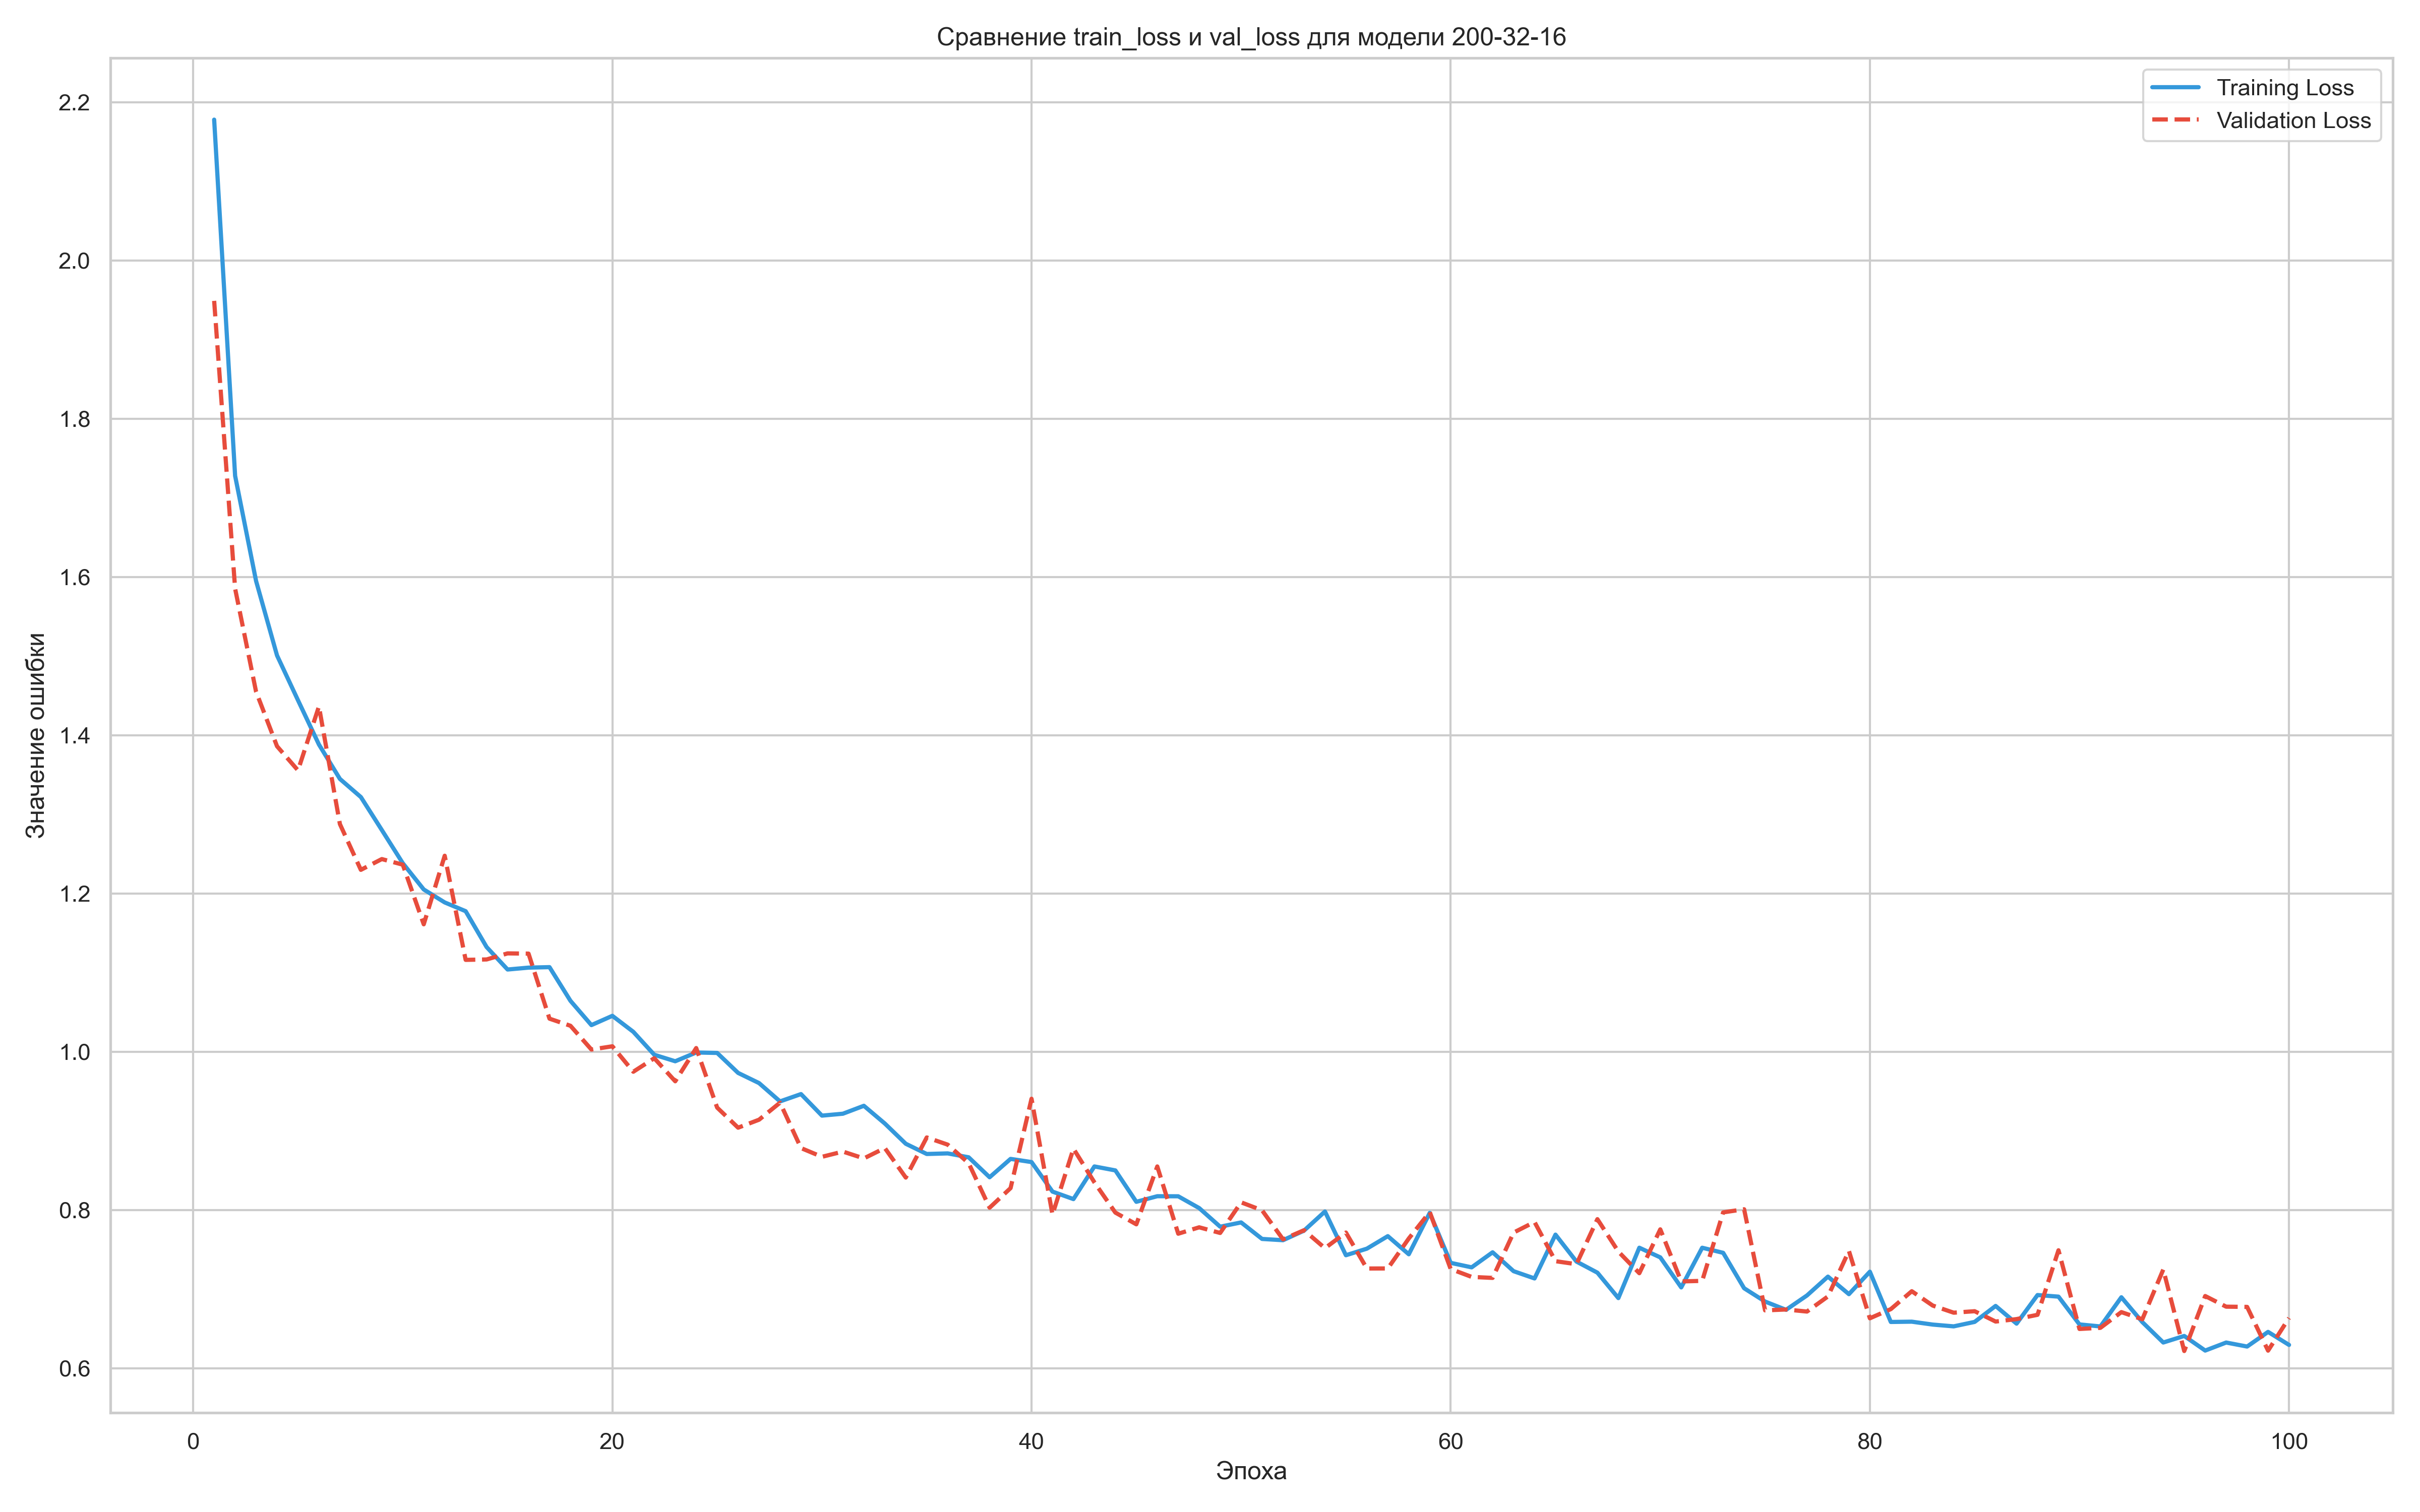 Сравнение train_loss и val_loss для модели 200-32-16
Training Loss
Validation Loss
Значение ошибки
2.2
2.0
1.8
1.6
1.4
1.2
1.0
0.8
0.6
0 20 40 60 80 100
Эпоха